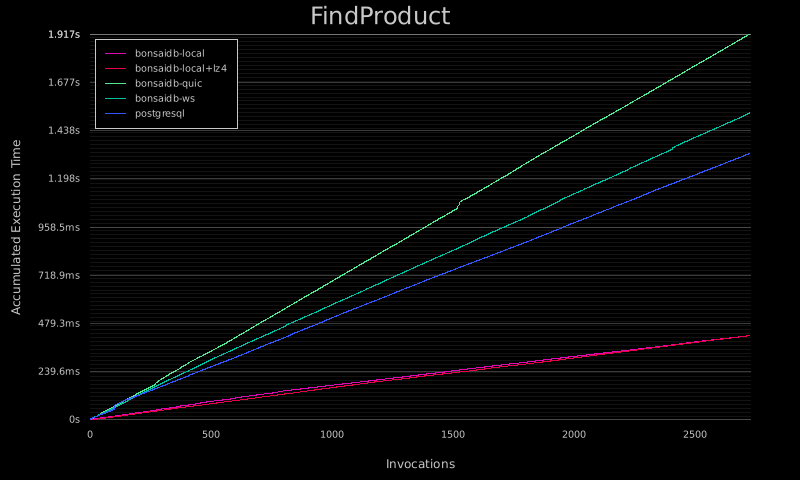 FindProduct
1.917s
bonsaidb-local
bonsaidb-local+lz4
1.677s
bonsaidb-quic
bonsaidb-ws
postgresql
1.438s
1.198s
958.5ms
718.9ms
479.3ms
239.6ms
0s
Accumulated Execution Time
0 500 1000 1500 2000 2500
Invocations